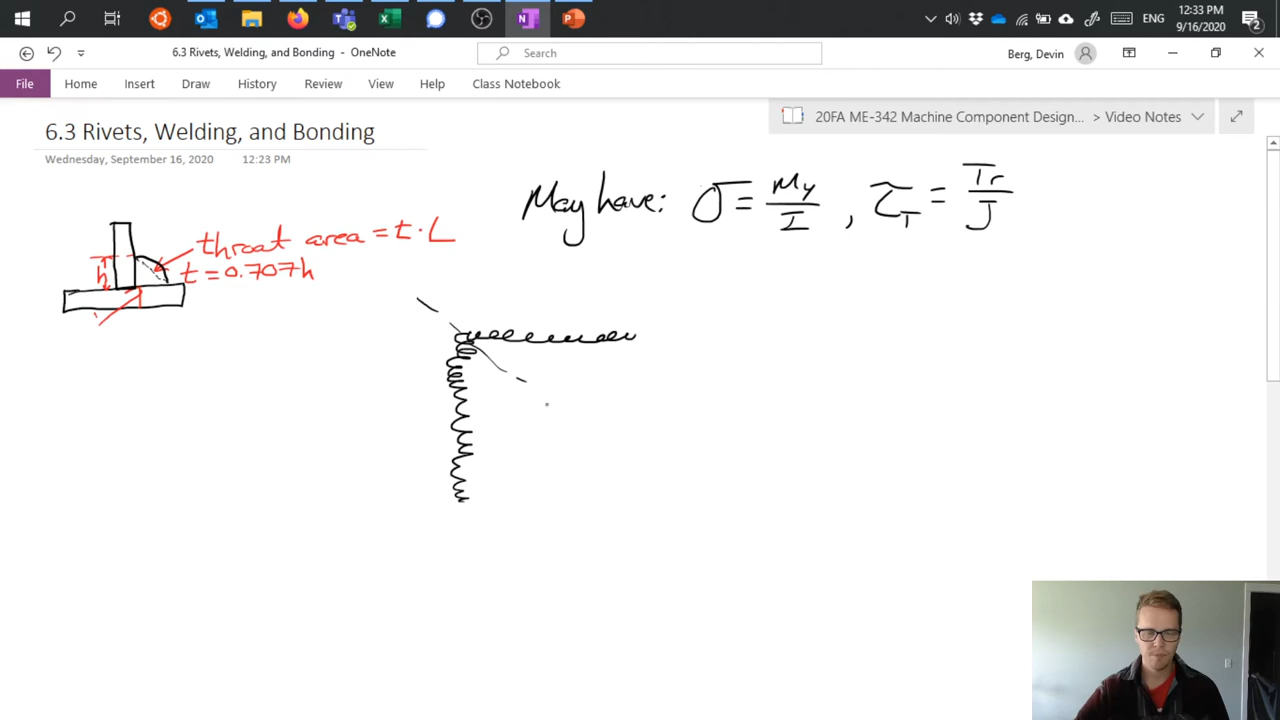 12:33 PM
ENG
9/16/2020
2
6.3 Rivets, Welding, and Bonding - OneNote
Search
Berg, Devin
File Home Insert Draw History Review View Help Class Notebook
20FA ME-342 Machine Component Design... > Video Notes
6.3 Rivets, Welding, and Bonding
Wednesday, September 16, 2020 12:23 PM
May have: σ = My/I , τ_T = Tr/J
throat area = t · L
h t = 0.707h